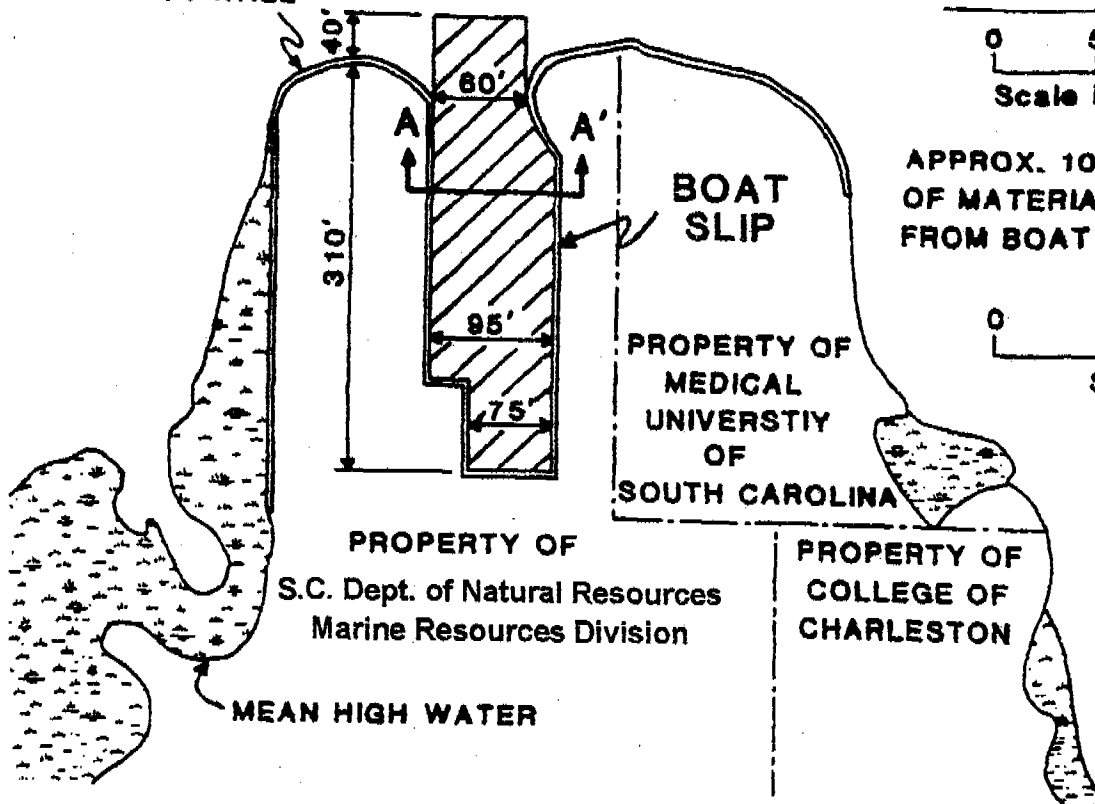 40'
60'
A
A'
310'
BOAT
SLIP
95'
75'
PROPERTY OF
MEDICAL
UNIVERSTIY
OF
SOUTH CAROLINA
PROPERTY OF
S.C. Dept. of Natural Resources
Marine Resources Division
PROPERTY OF
COLLEGE OF
CHARLESTON
MEAN HIGH WATER
0 5
Scale
APPROX. 10
OF MATERIA
FROM BOAT
0
S